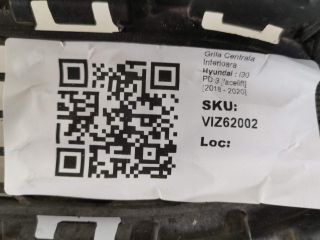 Grila Centrala
Inferioara
Hyundai : i30
PD 3 [facelift]
[2018 - 2020]
SKU:
VIZ62002
Loc: